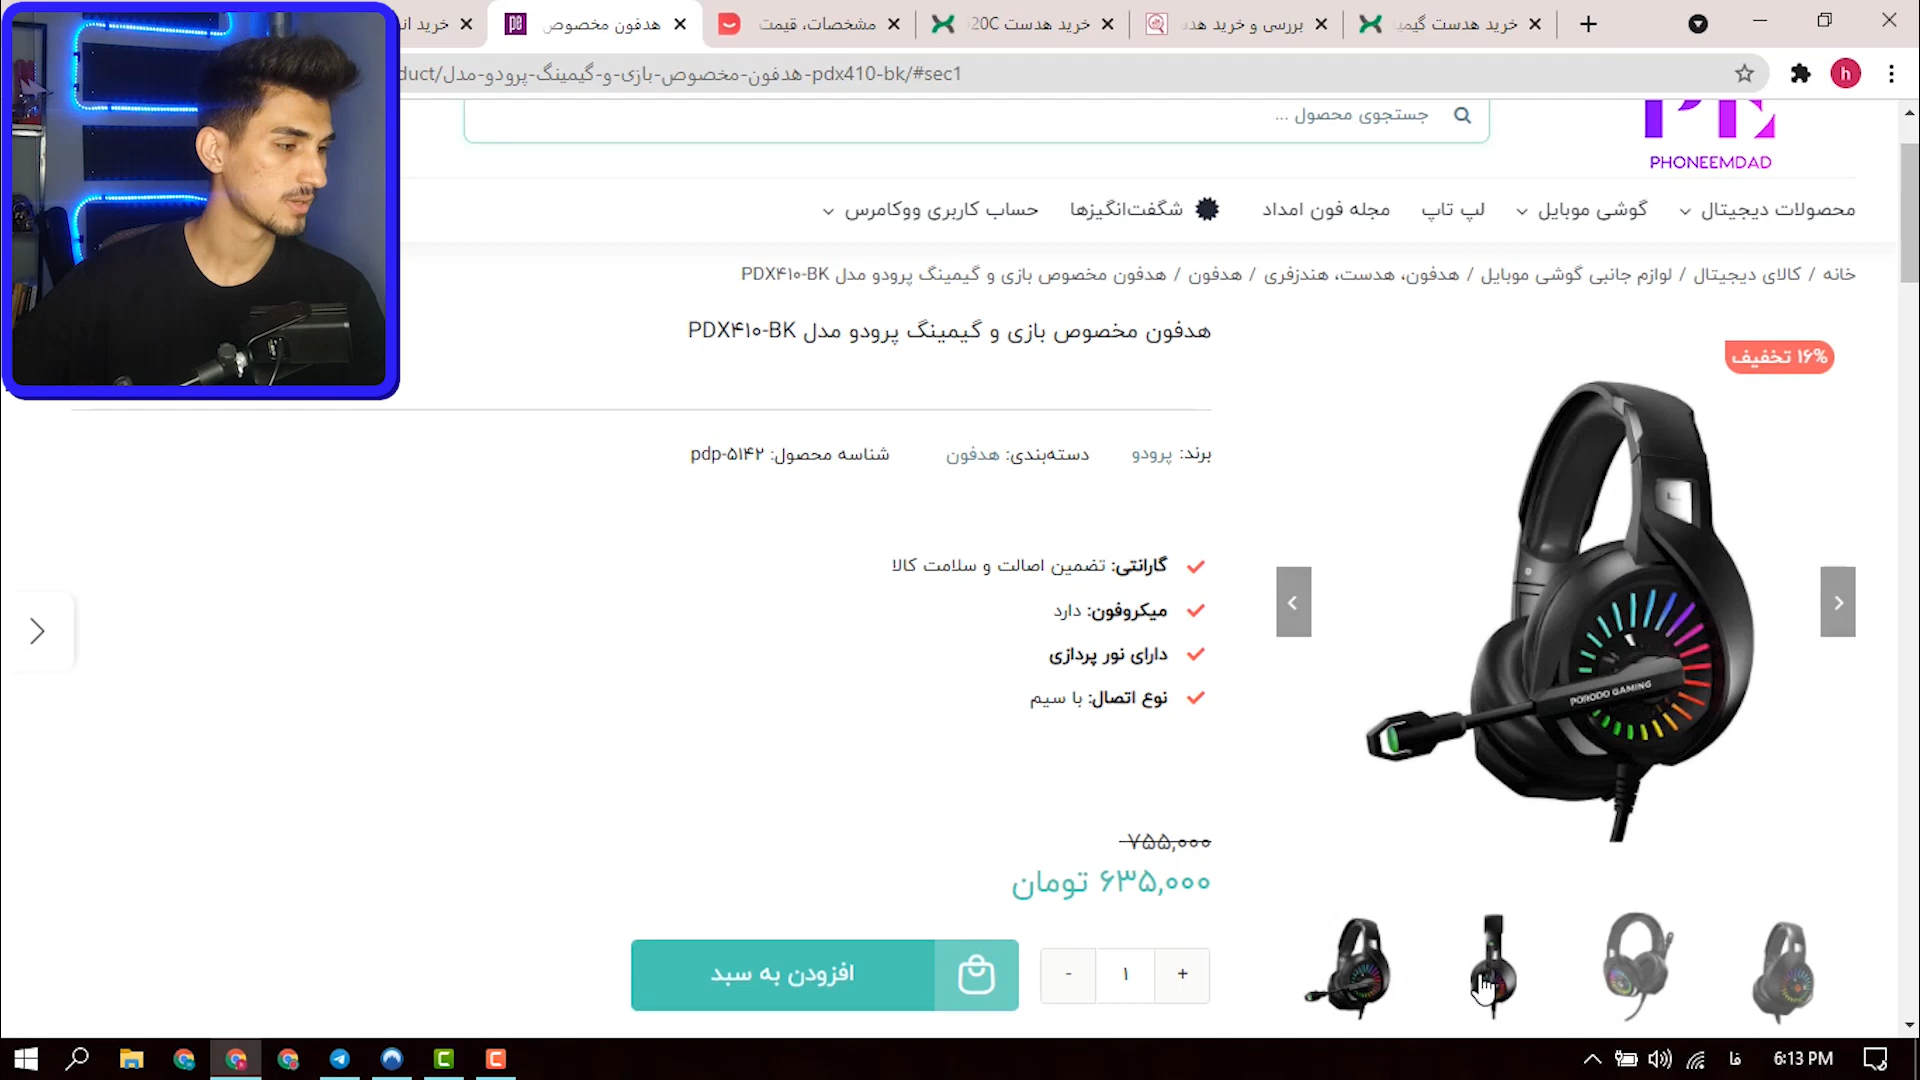 خرید
هدفون مخصوص
مشخصات، قیمت
خرید هدست 20C
بررسی و خرید هد
خرید هدست گیمی
duct/هدفون-مخصوص-بازی-و-گیمینگ-پرودو-مدل-pdx410-bk/#sec1
h
جستجوی محصول ...
PHONEEMDAD
محصولات دیجیتال
گوشی موبایل
لپ تاپ
مجله فون امداد
شگفت‌انگیزها
حساب کاربری ووکامرس
خانه / کالای دیجیتال / لوازم جانبی گوشی موبایل / هدفون، هدست، هندزفری / هدفون / هدفون مخصوص بازی و گیمینگ پرودو مدل PDX۴۱۰-BK
هدفون مخصوص بازی و گیمینگ پرودو مدل PDX۴۱۰-BK
۱۶% تخفیف
برند: پرودو
دسته‌بندی: هدفون
شناسه محصول: pdp-۵۱۴۲
گارانتی: تضمین اصالت و سلامت کالا
میکروفون: دارد
دارای نور پردازی
نوع اتصال: با سیم
PORODO GAMING
۷۵۵,۰۰۰
۶۳۵,۰۰۰ تومان
+ ۱ -
افزودن به سبد
فا
6:13 PM